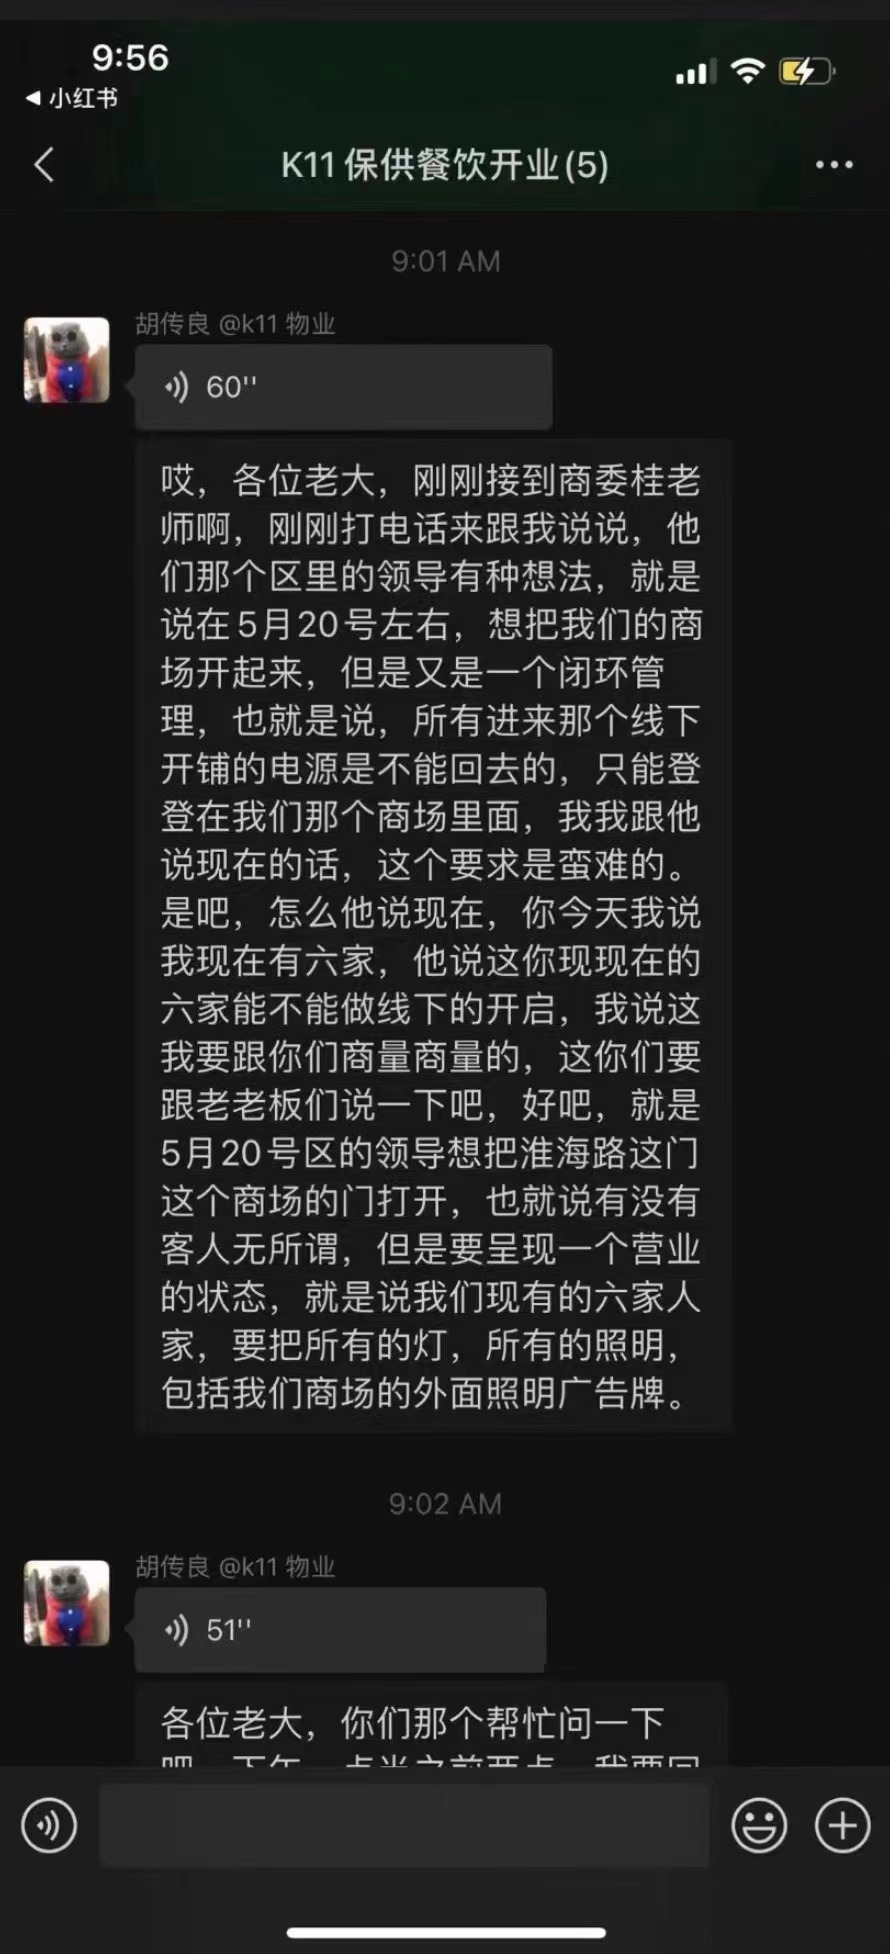 9:56
◀ 小红书
K11 保供餐饮开业(5)
9:01 AM
胡传良 @k11 物业
60''
哎，各位老大，刚刚接到商委桂老
师啊，刚刚打电话来跟我说说，他
们那个区里的领导有种想法，就是
说在5月20号左右，想把我们的商
场开起来，但是又是一个闭环管
理，也就是说，所有进来那个线下
开铺的电源是不能回去的，只能登
登在我们那个商场里面，我我跟他
说现在的话，这个要求是蛮难的。
是吧，怎么他说现在，你今天我说
我现在有六家，他说这你现现在的
六家能不能做线下的开启，我说这
我要跟你们商量商量的，这你们要
跟老老板们说一下吧，好吧，就是
5月20号区的领导想把淮海路这门
这个商场的门打开，也就说有没有
客人无所谓，但是要呈现一个营业
的状态，就是说我们现有的六家人
家，要把所有的灯，所有的照明，
包括我们商场的外面照明广告牌。
9:02 AM
胡传良 @k11 物业
51''
各位老大，你们那个帮忙问一下